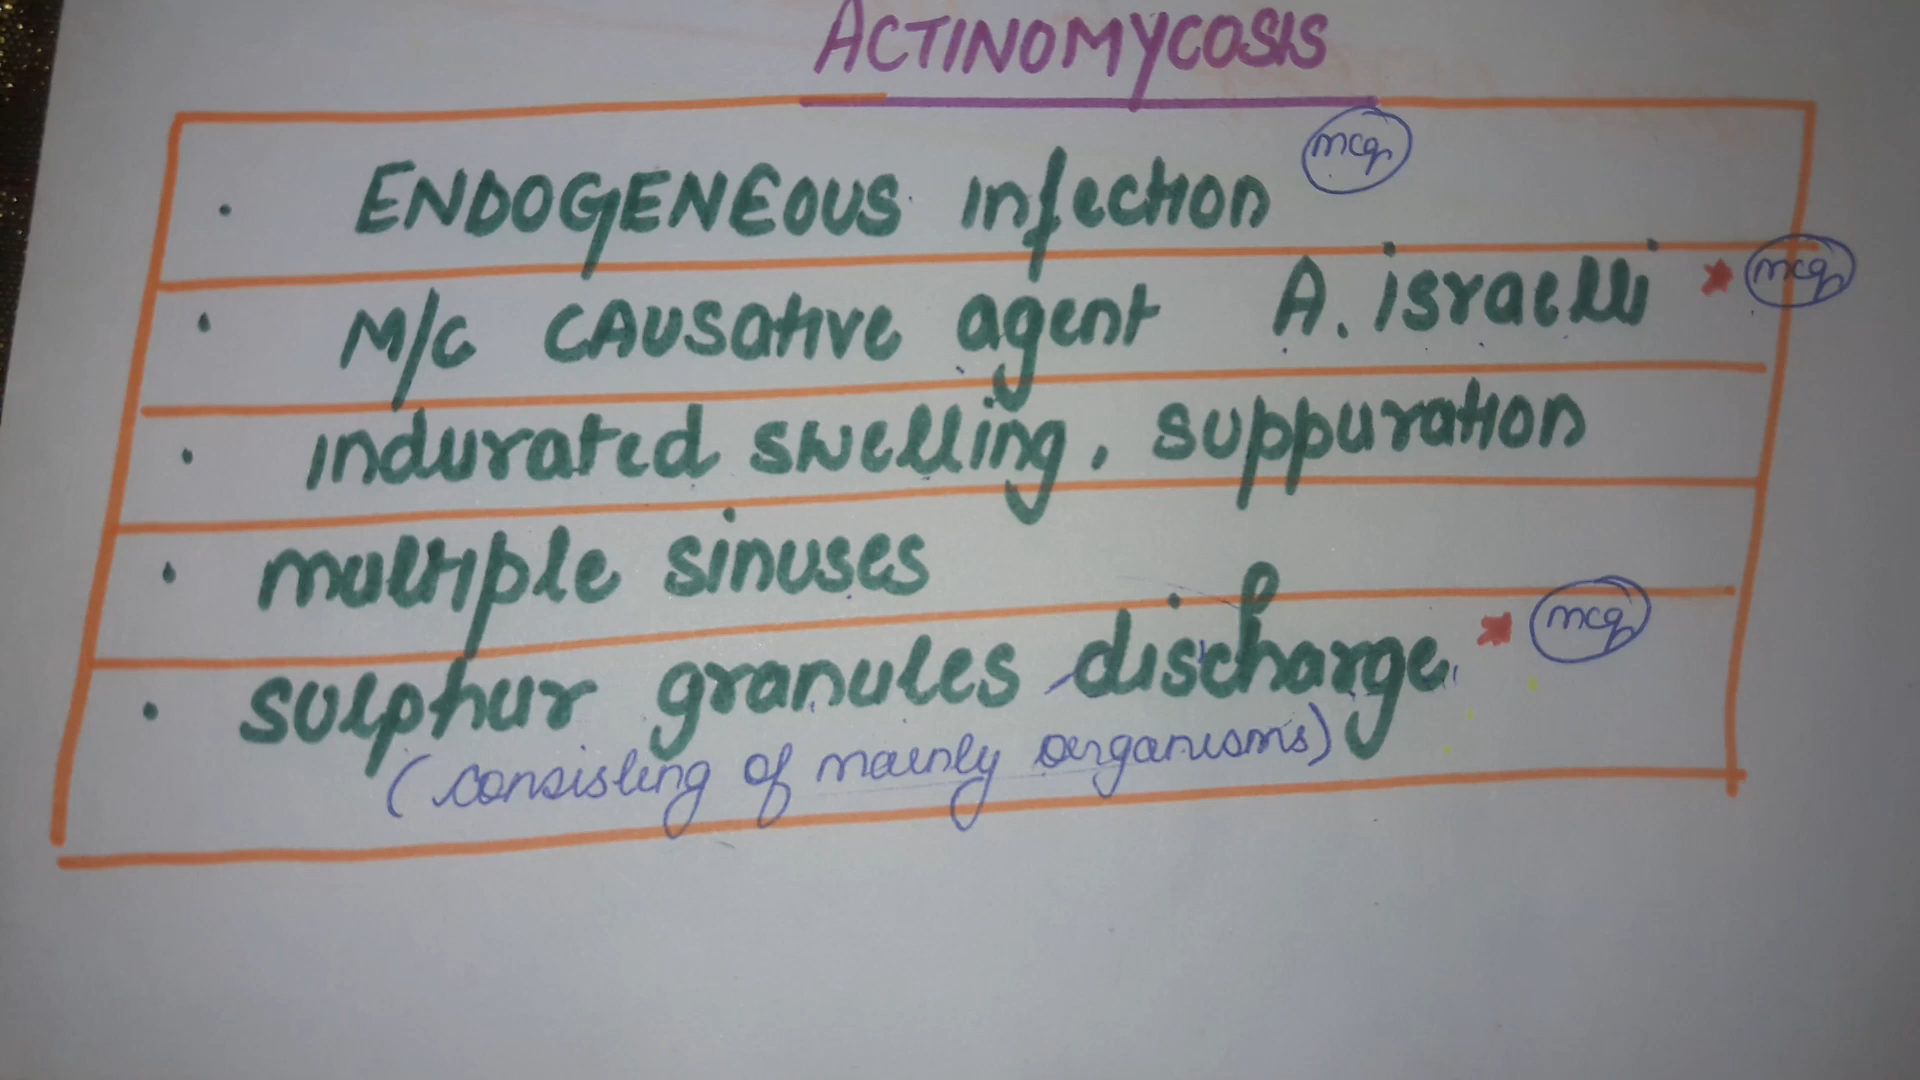 ACTINOMYCOSIS
• ENDOGENEOUS infection mcq
• M/C CAUSative agent A. israelii * mcq
• indurated swelling, suppuration
• multiple sinuses
• sulphur granules discharge * mcq
(consisting of mainly organisms)